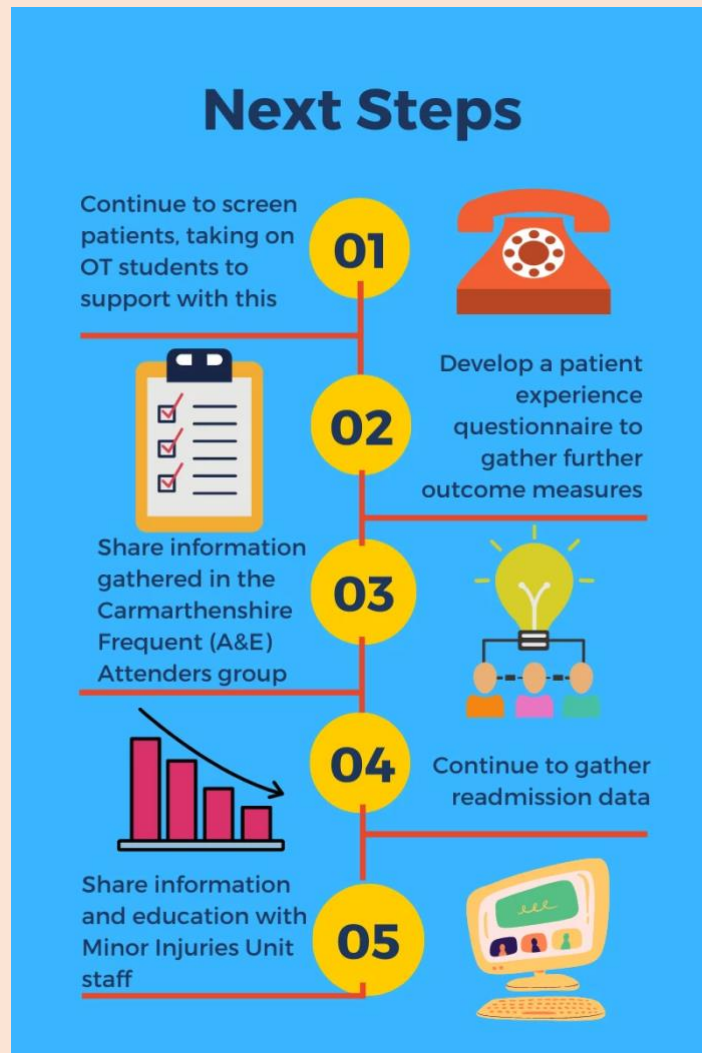 Next Steps
01
Continue to screen
patients, taking on
OT students to
support with this
02
Develop a patient
experience
questionnaire to
gather further
outcome measures
03
Share information
gathered in the
Carmarthenshire
Frequent (A&E)
Attenders group
04
Continue to gather
readmission data
05
Share information
and education with
Minor Injuries Unit
staff